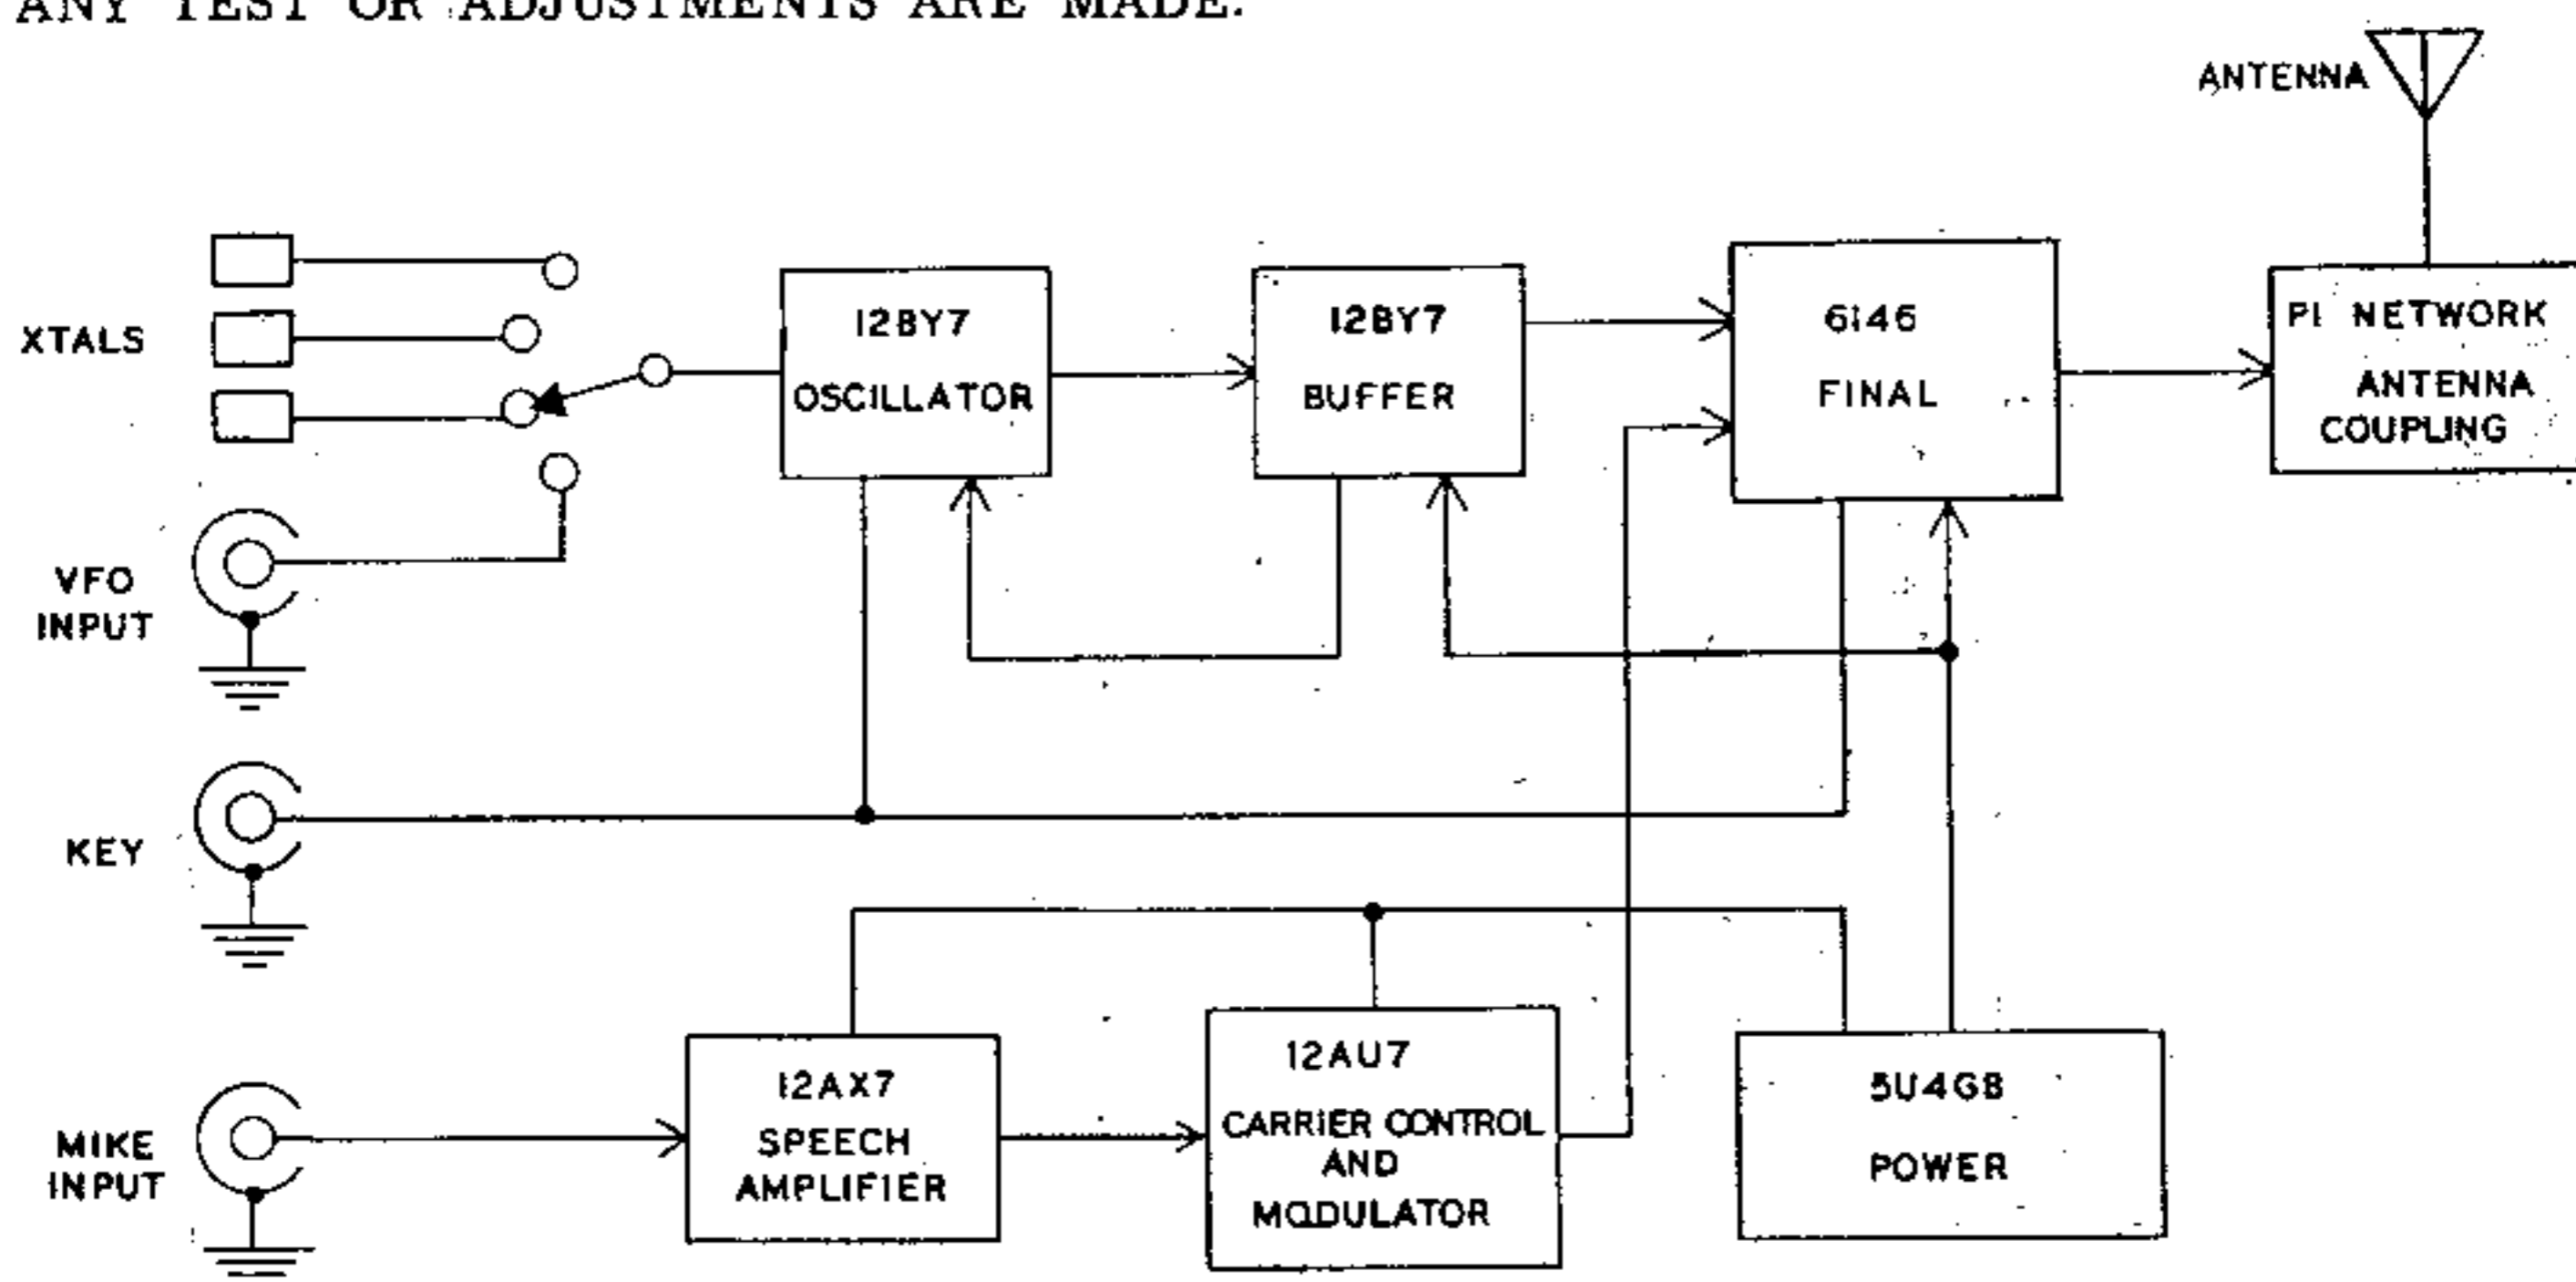 ANY TEST OR ADJUSTMENTS ARE MADE.
ANTENNA
XTALS
12BY7
OSCILLATOR
12BY7
BUFFER
6146
FINAL
PI NETWORK
ANTENNA
COUPLING
VFO
INPUT
KEY
MIKE
INPUT
12AX7
SPEECH
AMPLIFIER
12AU7
CARRIER CONTROL
AND
MODULATOR
5U4GB
POWER